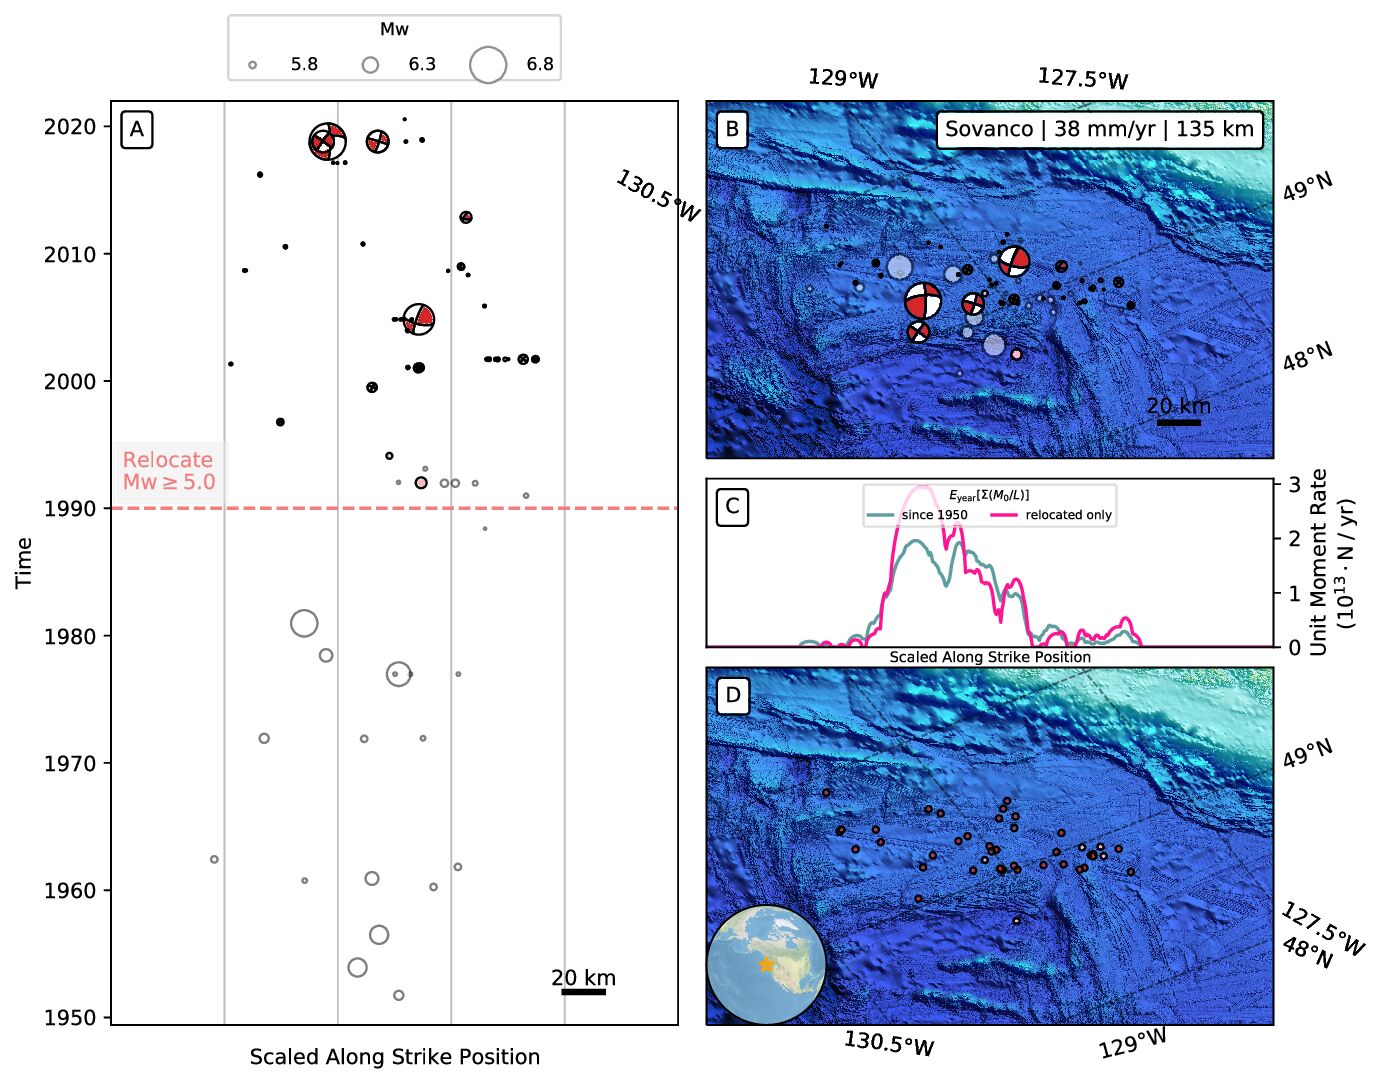 Mw
5.8 6.3 6.8
129°W 127.5°W
A
2020
2010
2000
1990
1980
1970
1960
1950
Time
Relocate
Mw ≥ 5.0
20 km
Scaled Along Strike Position
130.5°W
B
Sovanco | 38 mm/yr | 135 km
49°N
48°N
20 km
C
E_year[Σ(M_0/L)]
since 1950 relocated only
3
2
1
0
Unit Moment Rate
(10^13 · N / yr)
Scaled Along Strike Position
D
49°N
127.5°W
48°N
130.5°W 129°W